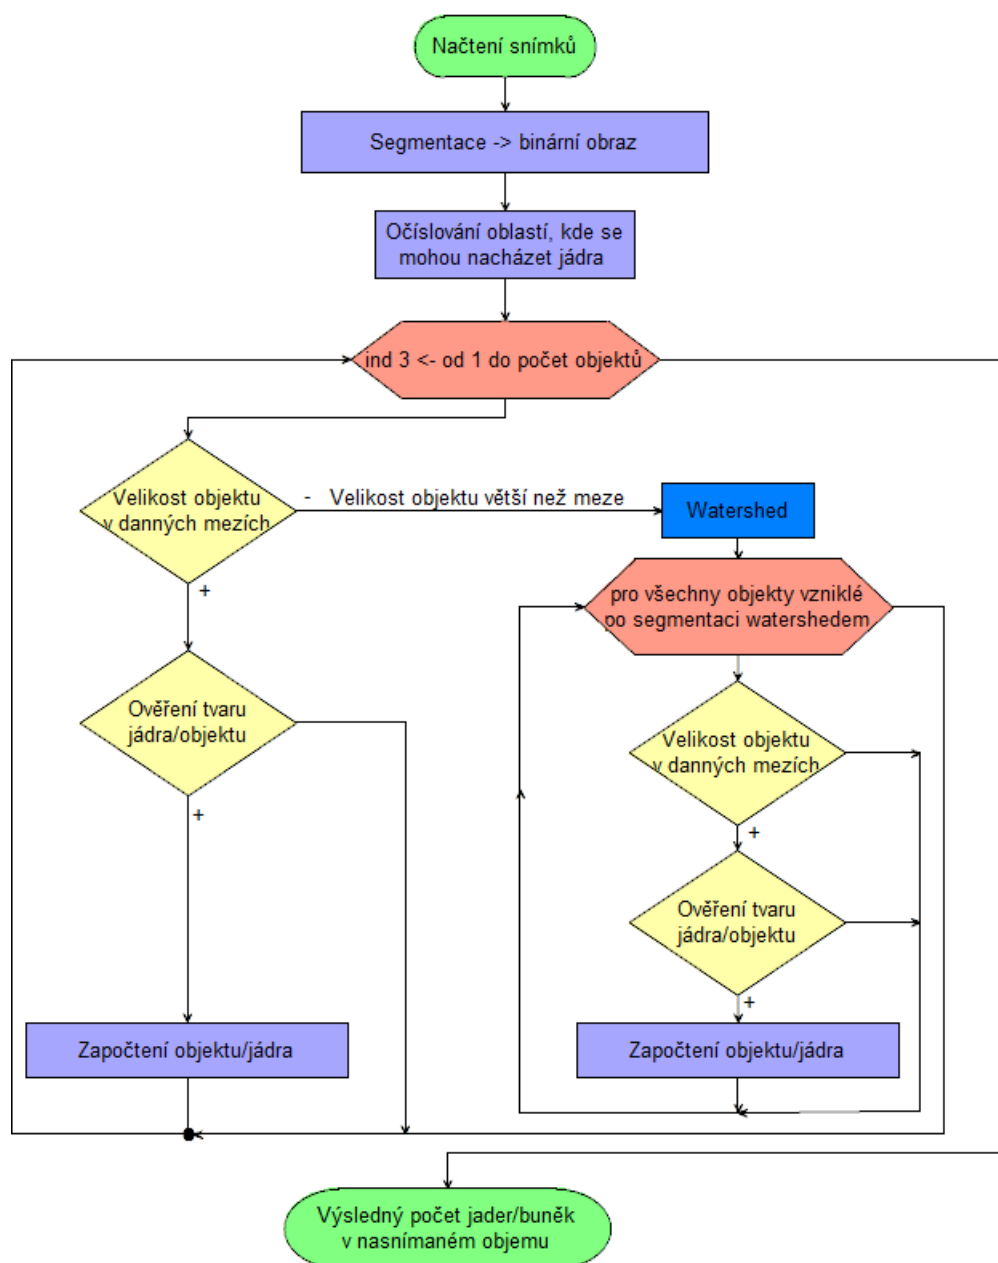 Načtení snímků
Segmentace -> binární obraz
Očíslování oblastí, kde se
mohou nacházet jádra
ind 3 <- od 1 do počet objektů
Velikost objektu
v daných mezích
- Velikost objektu větší než meze
Watershed
+
pro všechny objekty vzniklé
po segmentaci watershedem
Ověření tvaru
jádra/objektu
+
Velikost objektu
v daných mezích
+
Ověření tvaru
jádra/objektu
+
Započtení objektu/jádra
Započtení objektu/jádra
Výsledný počet jader/buněk
v nasnímaném objemu